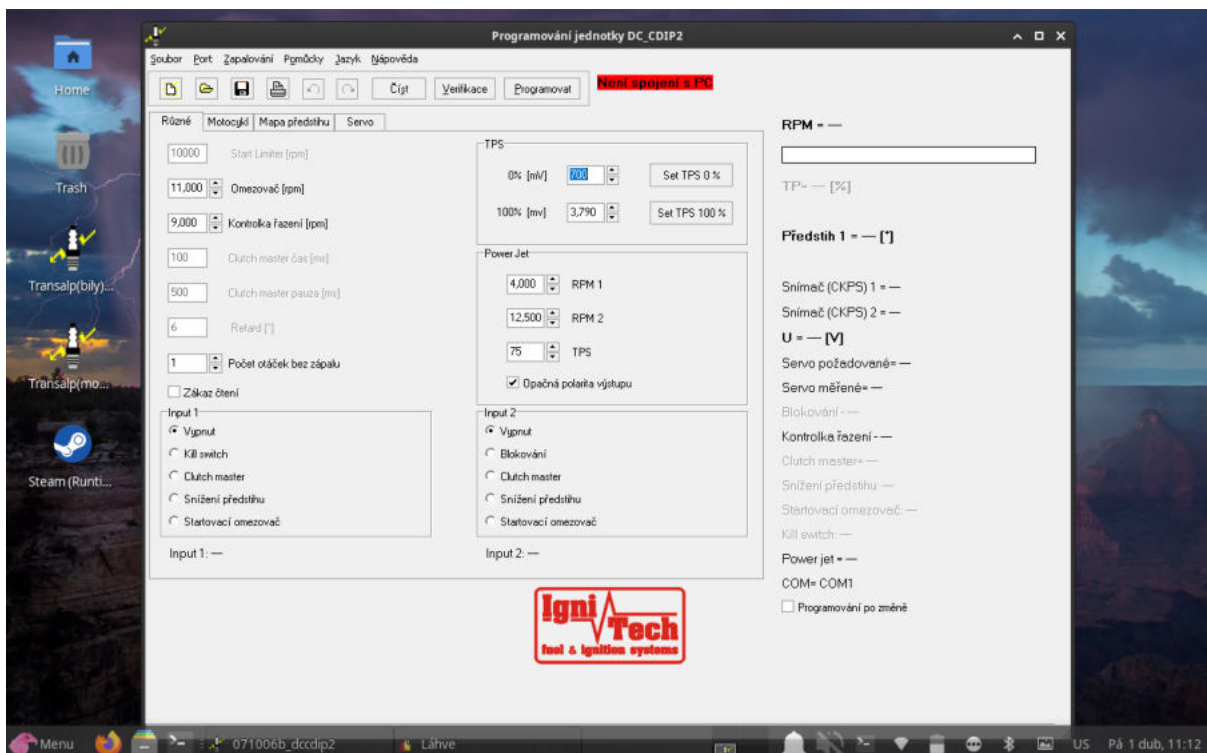 Programování jednotky DC_CDIP2
Soubor Port Zapalování Pomůcky Jazyk Nápověda
Číst Verifikace Programovat Není spojení s PC
Různé Motocykl Mapa předstihu Servo
10000 Start Limiter [rpm]
11,000 Omezovač [rpm]
9,000 Kontrolka řazení [rpm]
100 Clutch master čas [ms]
500 Clutch master pauza [ms]
6 Retard [°]
1 Počet otáček bez zápalu
Zákaz čtení
TPS
0% [mV] 700 Set TPS 0 %
100% [mv] 3,790 Set TPS 100 %
Power Jet
4,000 RPM 1
12,500 RPM 2
75 TPS
Opačná polarita výstupu
Input 1
Vypnut
Kill switch
Clutch master
Snížení předstihu
Startovací omezovač
Input 1: —
Input 2
Vypnut
Blokování
Clutch master
Snížení předstihu
Startovací omezovač
Input 2: —
RPM = —
TP= — [%]
Předstih 1 = — [°]
Snímač (CKPS) 1 = —
Snímač (CKPS) 2 = —
U = — [V]
Servo požadované= —
Servo měřené= —
Blokování - —
Kontrolka řazení - —
Clutch master= —
Snížení předstihu: —
Startovací omezovač: —
Kill switch: —
Power jet = —
COM= COM1
Programování po změně
Igni
Tech
fuel & ignition systems
Home
Trash
Transalp(bily)...
Transalp(mo...
Steam (Runti...
Menu 071006b_dccdip2 Láhve US Pá 1 dub, 11:12